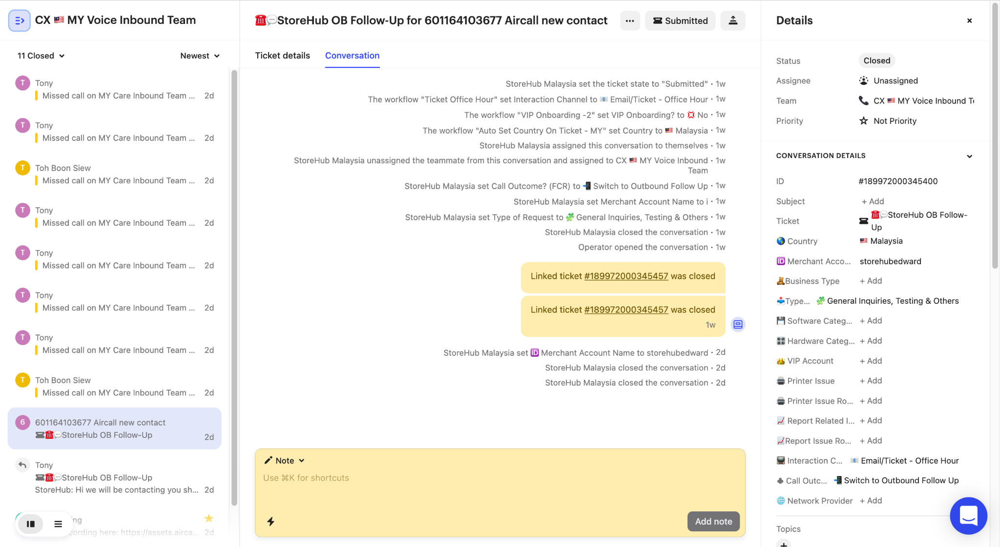 CX 🇲🇾 MY Voice Inbound Team
11 Closed
Newest
T
Tony
Missed call on MY Care Inbound Team ...
2d
T
Tony
Missed call on MY Care Inbound Team ...
2d
T
Toh Boon Siew
Missed call on MY Care Inbound Team ...
2d
T
Tony
Missed call on MY Care Inbound Team ...
2d
T
Tony
Missed call on MY Care Inbound Team ...
2d
T
Tony
Missed call on MY Care Inbound Team ...
2d
T
Tony
Missed call on MY Care Inbound Team ...
2d
T
Toh Boon Siew
Missed call on MY Care Inbound Team ...
2d
6
601164103677 Aircall new contact
☎️💬StoreHub OB Follow-Up
2d
Tony
☎️💬StoreHub OB Follow-Up
StoreHub: Hi we will be contacting you sh...
2d
ng
cording here: https://assets.airca...
2d
☎️💬StoreHub OB Follow-Up for 601164103677 Aircall new contact
Submitted
Ticket details
Conversation
StoreHub Malaysia set the ticket state to "Submitted" · 1w
The workflow "Ticket Office Hour" set Interaction Channel to 📧 Email/Ticket - Office Hour · 1w
The workflow "VIP Onboarding -2" set VIP Onboarding? to 💢 No · 1w
The workflow "Auto Set Country On Ticket - MY" set Country to 🇲🇾 Malaysia · 1w
StoreHub Malaysia assigned this conversation to themselves · 1w
StoreHub Malaysia unassigned the teammate from this conversation and assigned to CX 🇲🇾 MY Voice Inbound · 1w
Team
StoreHub Malaysia set Call Outcome? (FCR) to 📲 Switch to Outbound Follow Up · 1w
StoreHub Malaysia set Merchant Account Name to i · 1w
StoreHub Malaysia set Type of Request to 🧩 General Inquiries, Testing & Others · 1w
StoreHub Malaysia closed the conversation · 1w
Operator opened the conversation · 1w
Linked ticket #189972000345457 was closed
Linked ticket #189972000345457 was closed
1w
StoreHub Malaysia set 🆔 Merchant Account Name to storehubedward · 2d
StoreHub Malaysia closed the conversation · 2d
StoreHub Malaysia closed the conversation · 2d
Note
Use ⌘K for shortcuts
Add note
Details
Status
Closed
Assignee
Unassigned
Team
CX 🇲🇾 MY Voice Inbound Te
Priority
Not Priority
CONVERSATION DETAILS
ID
#189972000345400
Subject
+ Add
Ticket
☎️💬StoreHub OB Follow-
Up
🌎 Country
🇲🇾 Malaysia
🆔 Merchant Acco...
storehubedward
🧸Business Type
+ Add
📥Type...
🧩 General Inquiries, Testing & Others
💾 Software Categ...
+ Add
🎛️ Hardware Categ...
+ Add
👑 VIP Account
+ Add
🖨️ Printer Issue
+ Add
🖨️ Printer Issue Ro...
+ Add
📈 Report Related I...
+ Add
📈Report Issue Ro...
+ Add
📺 Interaction C...
📧 Email/Ticket - Office Hour
♣ Call Outc...
📲 Switch to Outbound Follow Up
🌐 Network Provider
+ Add
Topics
+